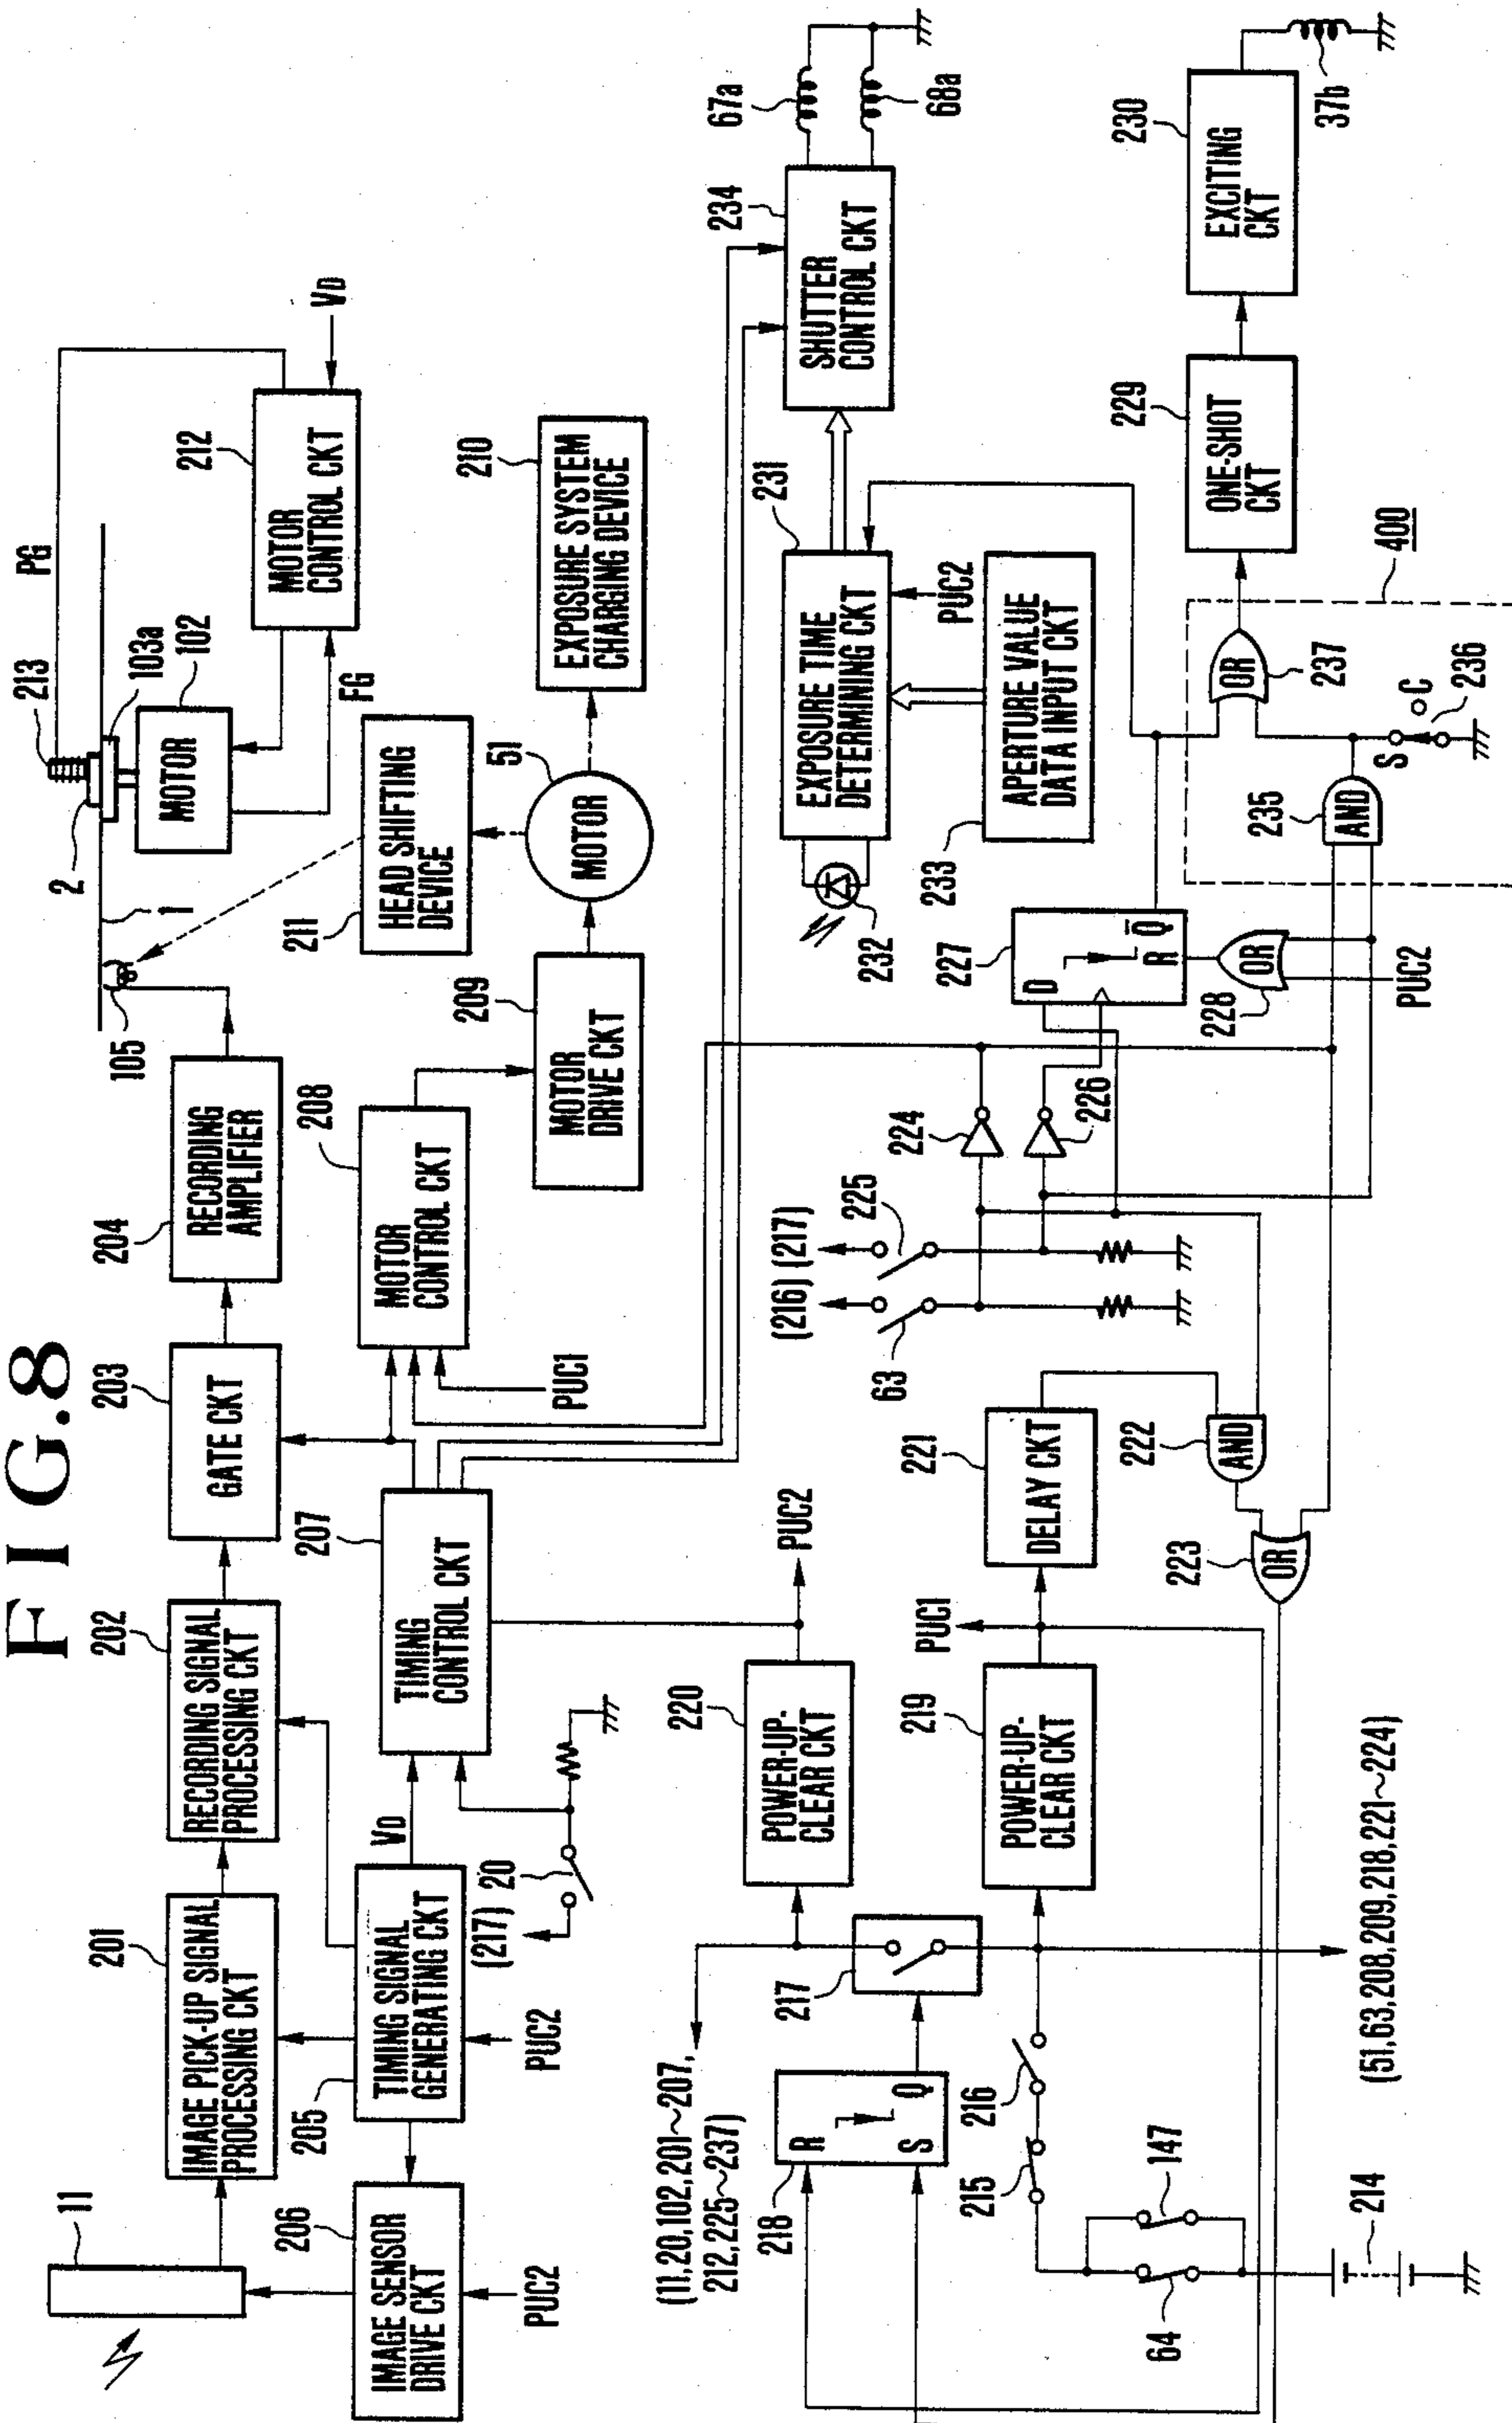 FIG.8
11
201
IMAGE PICK-UP SIGNAL
PROCESSING CKT
202
RECORDING SIGNAL
PROCESSING CKT
203
GATE CKT
204
RECORDING
AMPLIFIER
105
1
2
213
103a
102
MOTOR
PG
FG
212
MOTOR
CONTROL CKT
VD
206
IMAGE SENSOR
DRIVE CKT
PUC2
205
TIMING SIGNAL
GENERATING CKT
PUC2
VD
(217)
20
207
TIMING
CONTROL CKT
208
MOTOR
CONTROL CKT
PUC1
209
MOTOR
DRIVE CKT
211
HEAD SHIFTING
DEVICE
51
MOTOR
210
EXPOSURE SYSTEM
CHARGING DEVICE
(11,20,102,201~207,
212,225~237)
218
R
S
Q
217
220
POWER-UP-
CLEAR CKT
PUC2
219
POWER-UP-
CLEAR CKT
PUC1
221
DELAY CKT
222
AND
223
OR
215
216
64
147
214
(51,63,208,209,218,221~224)
(216)
(217)
63
225
224
226
227
D
R
Q̅
228
OR
PUC2
232
231
EXPOSURE TIME
DETERMINING CKT
PUC2
233
APERTURE VALUE
DATA INPUT CKT
234
SHUTTER
CONTROL CKT
67a
68a
235
AND
S
C
236
237
OR
400
229
ONE-SHOT
CKT
230
EXCITING
CKT
37b